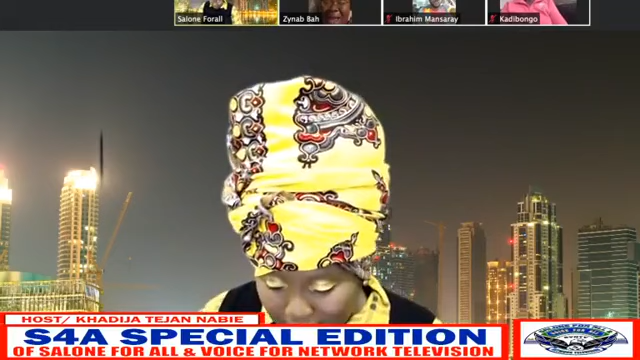 Salone Forall
Zynab Bah
Ibrahim Mansaray
Kadibongo
HOST/ KHADIJA TEJAN NABIE
S4A SPECIAL EDITION
OF SALONE FOR ALL & VOICE FOR NETWORK TELEVISION